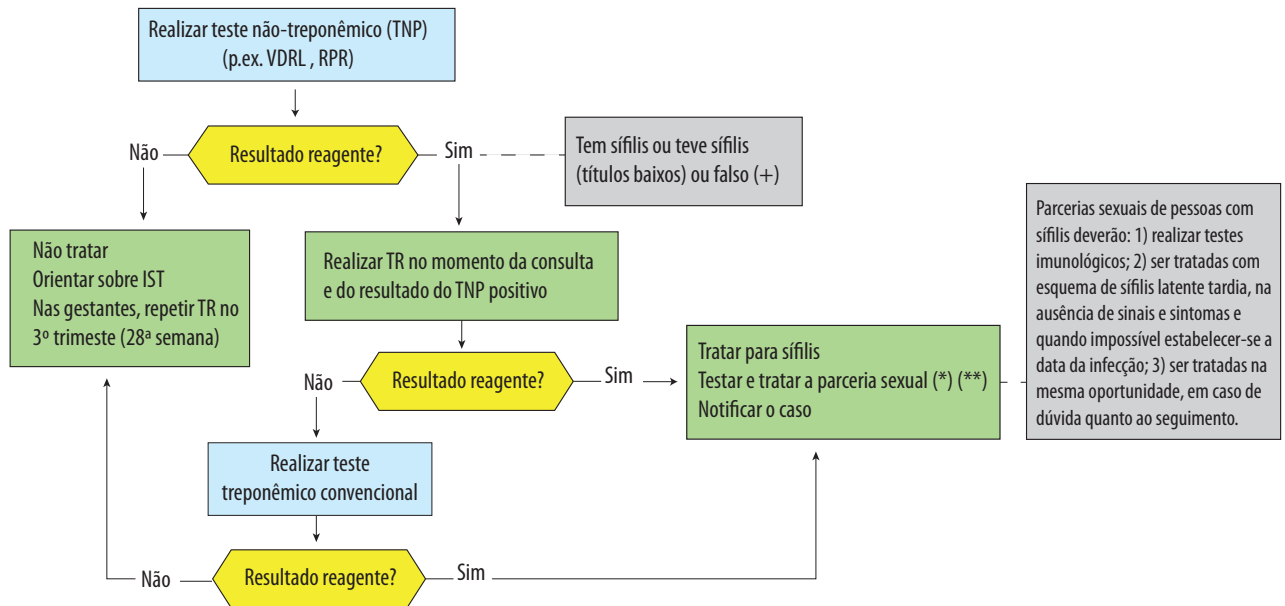 Realizar teste não-treponêmico (TNP)
(p.ex. VDRL , RPR)
Não
Resultado reagente?
Sim
Tem sífilis ou teve sífilis
(títulos baixos) ou falso (+)
Não tratar
Orientar sobre IST
Nas gestantes, repetir TR no
3º trimestre (28ª semana)
Realizar TR no momento da consulta
e do resultado do TNP positivo
Parcerias sexuais de pessoas com
sífilis deverão: 1) realizar testes
imunológicos; 2) ser tratadas com
esquema de sífilis latente tardia, na
ausência de sinais e sintomas e
quando impossível estabelecer-se a
data da infecção; 3) ser tratadas na
mesma oportunidade, em caso de
dúvida quanto ao seguimento.
Não
Resultado reagente?
Sim
Tratar para sífilis
Testar e tratar a parceria sexual (*) (**)
Notificar o caso
Realizar teste
treponêmico convencional
Não
Resultado reagente?
Sim